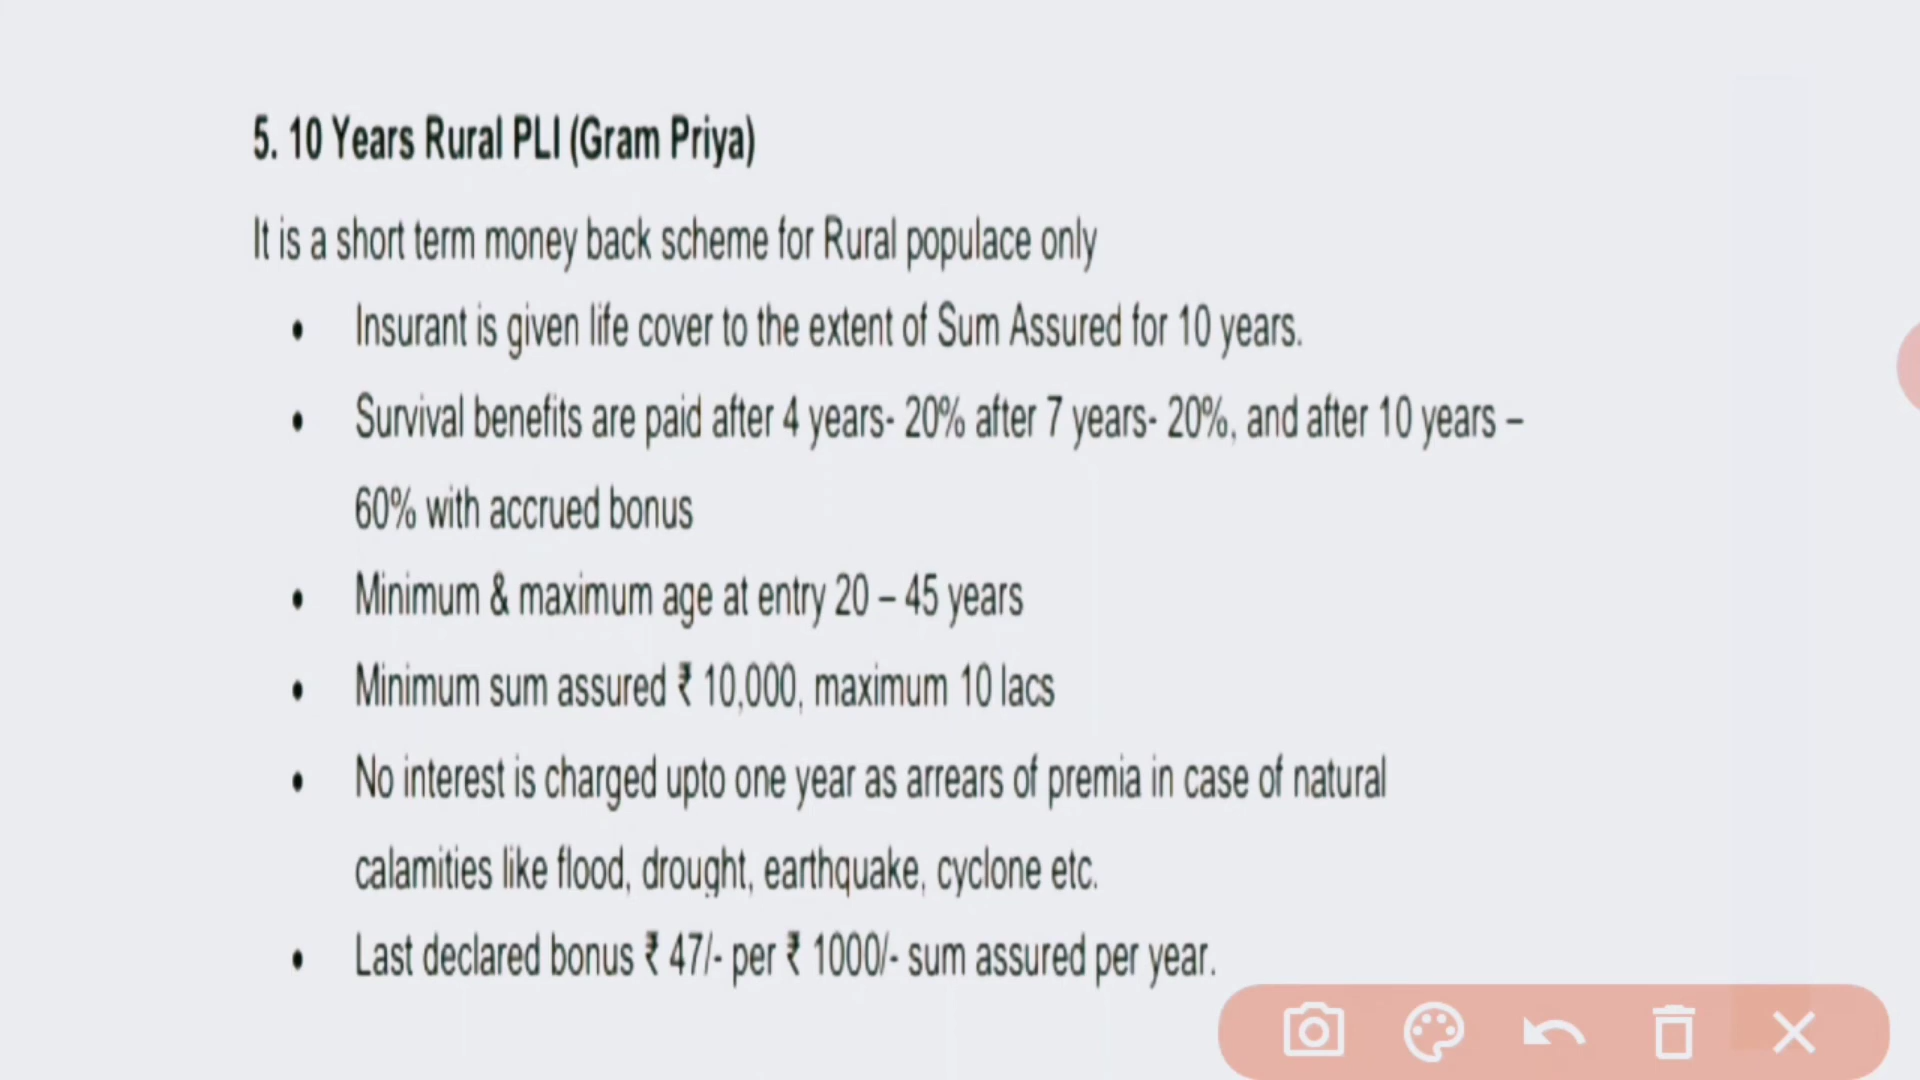 5. 10 Years Rural PLI (Gram Priya)
It is a short term money back scheme for Rural populace only
• Insurant is given life cover to the extent of Sum Assured for 10 years.
• Survival benefits are paid after 4 years- 20% after 7 years- 20%, and after 10 years –
60% with accrued bonus
• Minimum & maximum age at entry 20 – 45 years
• Minimum sum assured ₹ 10,000, maximum 10 lacs
• No interest is charged upto one year as arrears of premia in case of natural
calamities like flood, drought, earthquake, cyclone etc.
• Last declared bonus ₹ 47/- per ₹ 1000/- sum assured per year.